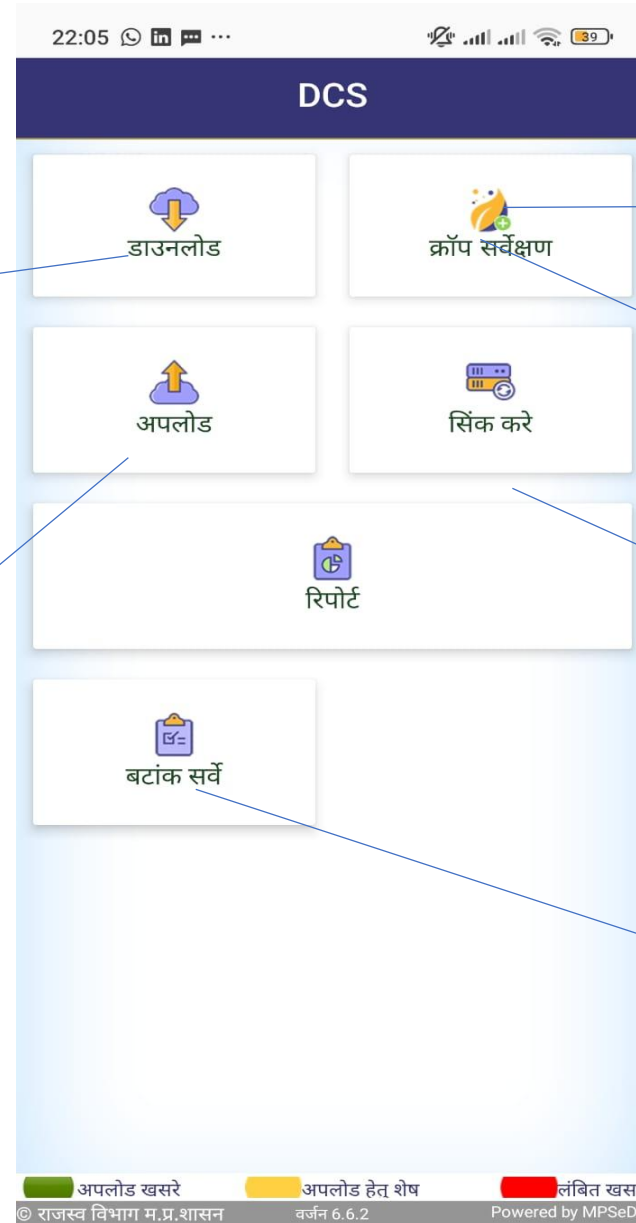 22:05 ... 39
DCS
डाउनलोड क्रॉप सर्वेक्षण
अपलोड सिंक करे
रिपोर्ट
बटांक सर्वे
अपलोड खसरे अपलोड हेतु शेष लंबित खस
© राजस्व विभाग म.प्र.शासन वर्जन 6.6.2 Powered by MPSeD